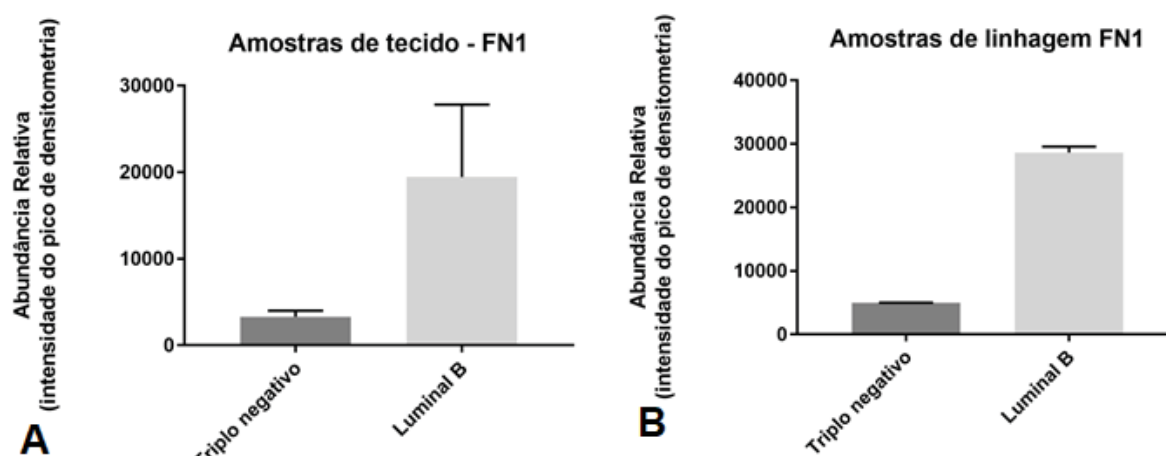 Amostras de tecido - FN1
Abundância Relativa
(intensidade do pico de densitometria)
30000
20000
10000
0
Triplo negativo
Luminal B
A
Amostras de linhagem FN1
Abundância Relativa
(intensidade do pico de densitometria)
40000
30000
20000
10000
0
Triplo negativo
Luminal B
B